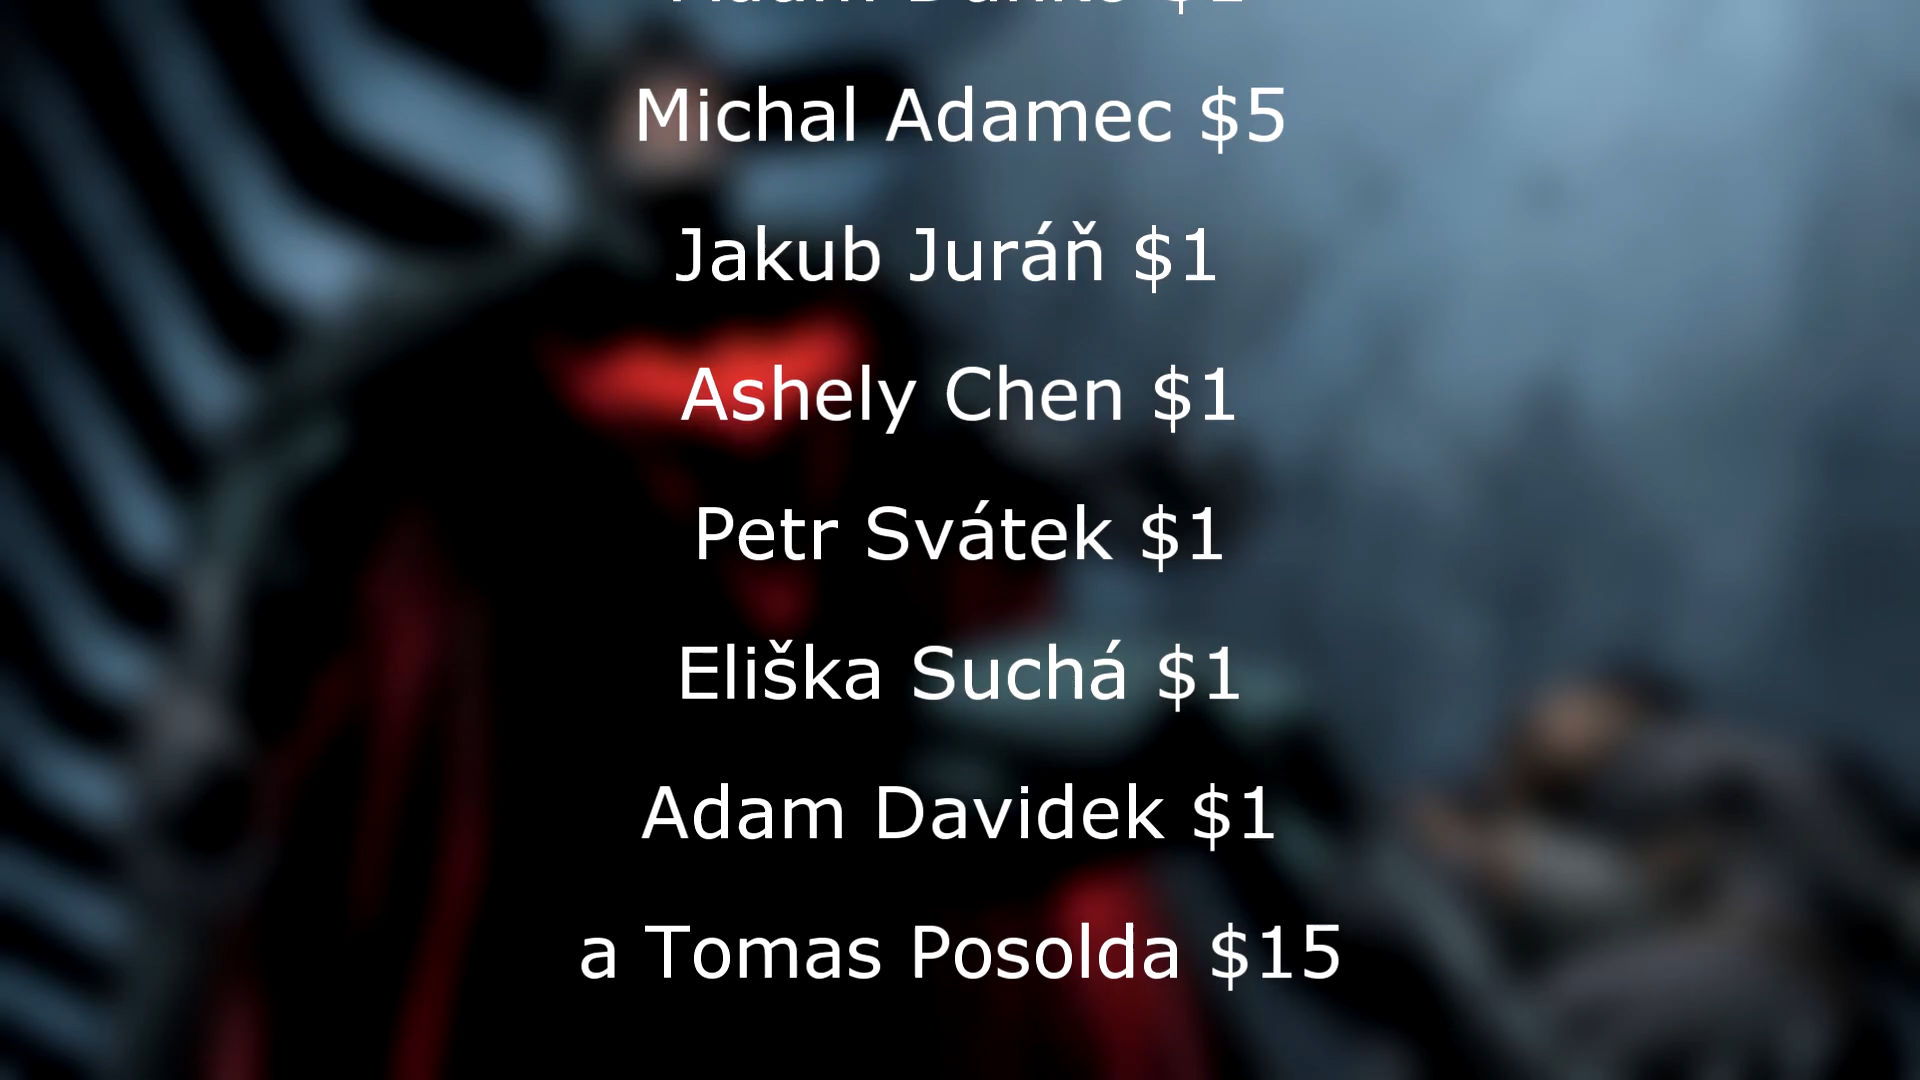 Michal Adamec $5
Jakub Juráň $1
Ashely Chen $1
Petr Svátek $1
Eliška Suchá $1
Adam Davidek $1
a Tomas Posolda $15